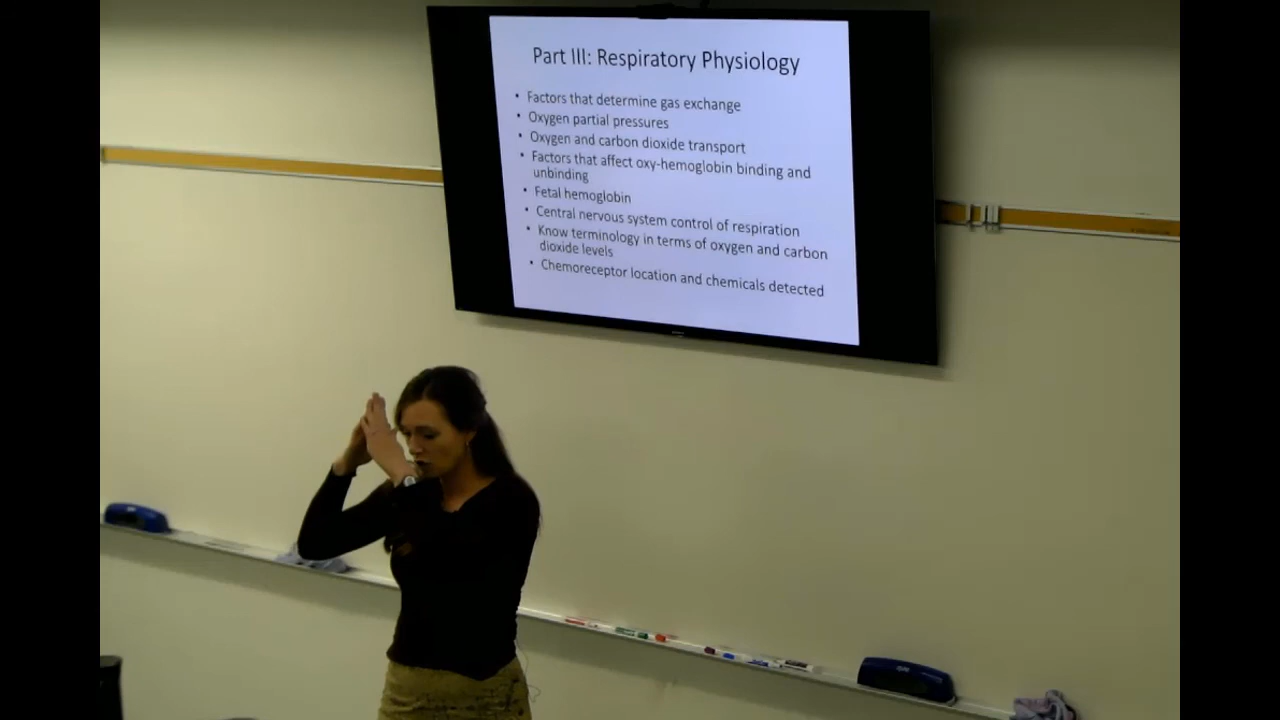 Part III: Respiratory Physiology
• Factors that determine gas exchange
• Oxygen partial pressures
• Oxygen and carbon dioxide transport
• Factors that affect oxy-hemoglobin binding and
unbinding
• Fetal hemoglobin
• Central nervous system control of respiration
• Know terminology in terms of oxygen and carbon
dioxide levels
• Chemoreceptor location and chemicals detected